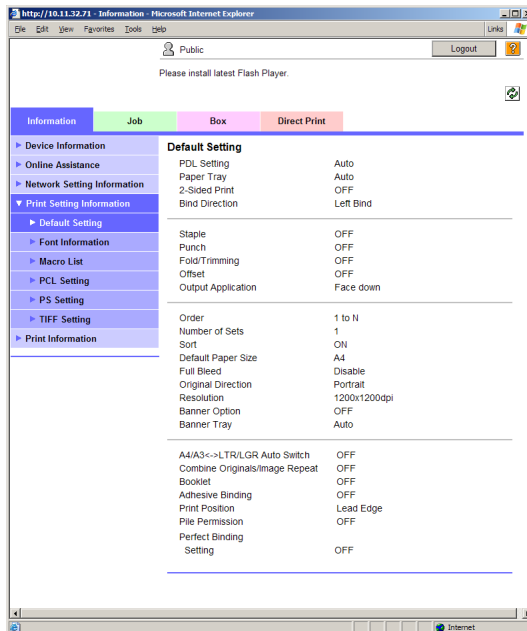 http://10.11.32.71 - Information - Microsoft Internet Explorer
File Edit View Favorites Tools Help Links
Public Logout ?
Please install latest Flash Player.
Information Job Box Direct Print
Device Information
Online Assistance
Network Setting Information
Print Setting Information
Default Setting
Font Information
Macro List
PCL Setting
PS Setting
TIFF Setting
Print Information
Default Setting
PDL Setting Auto
Paper Tray Auto
2-Sided Print OFF
Bind Direction Left Bind
Staple OFF
Punch OFF
Fold/Trimming OFF
Offset OFF
Output Application Face down
Order 1 to N
Number of Sets 1
Sort ON
Default Paper Size A4
Full Bleed Disable
Original Direction Portrait
Resolution 1200x1200dpi
Banner Option OFF
Banner Tray Auto
A4/A3<->LTR/LGR Auto Switch OFF
Combine Originals/Image Repeat OFF
Booklet OFF
Adhesive Binding OFF
Print Position Lead Edge
Pile Permission OFF
Perfect Binding
Setting OFF
Internet